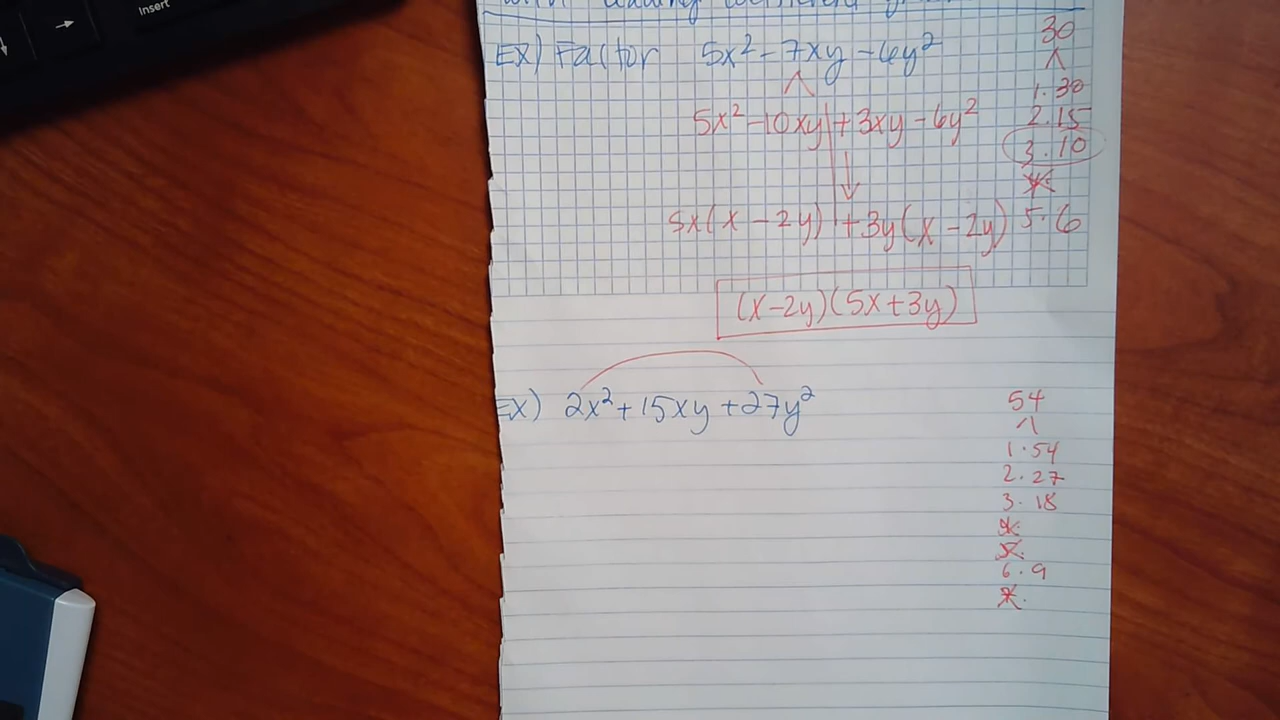 Insert
EX) Factor 5x² - 7xy - 6y²
30
1·30
5x² - 10xy + 3xy - 6y²
2·15
3·10
5x(x - 2y) + 3y(x - 2y)
5·6
(x-2y)(5x+3y)
EX) 2x² + 15xy + 27y²
54
1·54
2·27
3·18
6·9